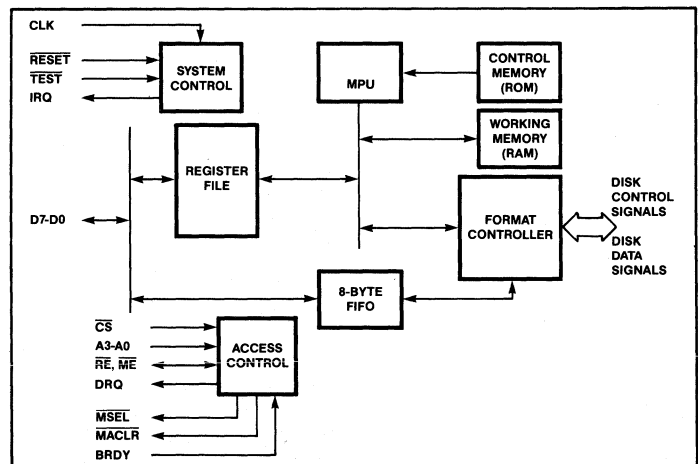 CLK
RESET
TEST
IRQ
SYSTEM
CONTROL
MPU
CONTROL
MEMORY
(ROM)
WORKING
MEMORY
(RAM)
REGISTER
FILE
D7-D0
FORMAT
CONTROLLER
DISK
CONTROL
SIGNALS
DISK
DATA
SIGNALS
8-BYTE
FIFO
CS
A3-A0
RE, ME
DRQ
ACCESS
CONTROL
MSEL
MACLR
BRDY